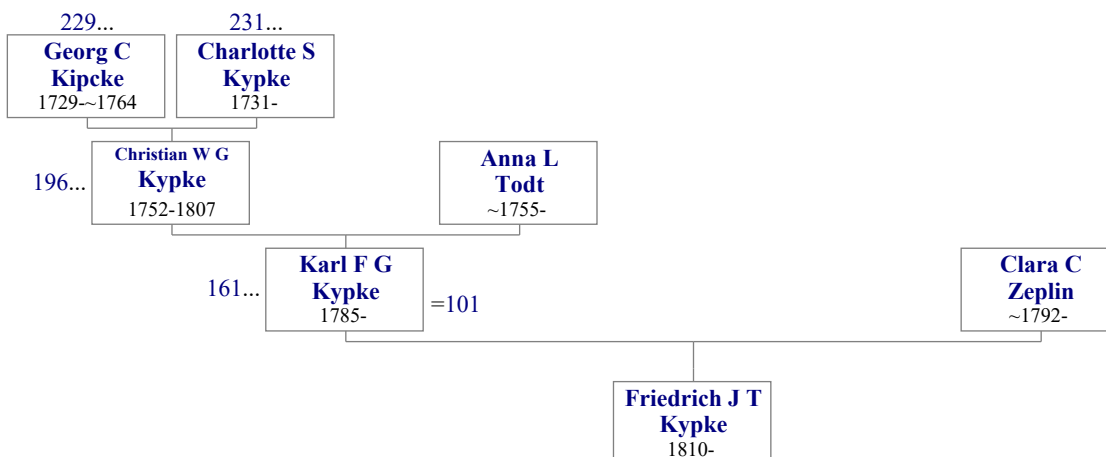 229...
231...
Georg C
Kipcke
1729-~1764
Charlotte S
Kypke
1731-
196...
Christian W G
Kypke
1752-1807
Anna L
Todt
~1755-
161...
Karl F G
Kypke
1785-
=101
Clara C
Zeplin
~1792-
Friedrich J T
Kypke
1810-